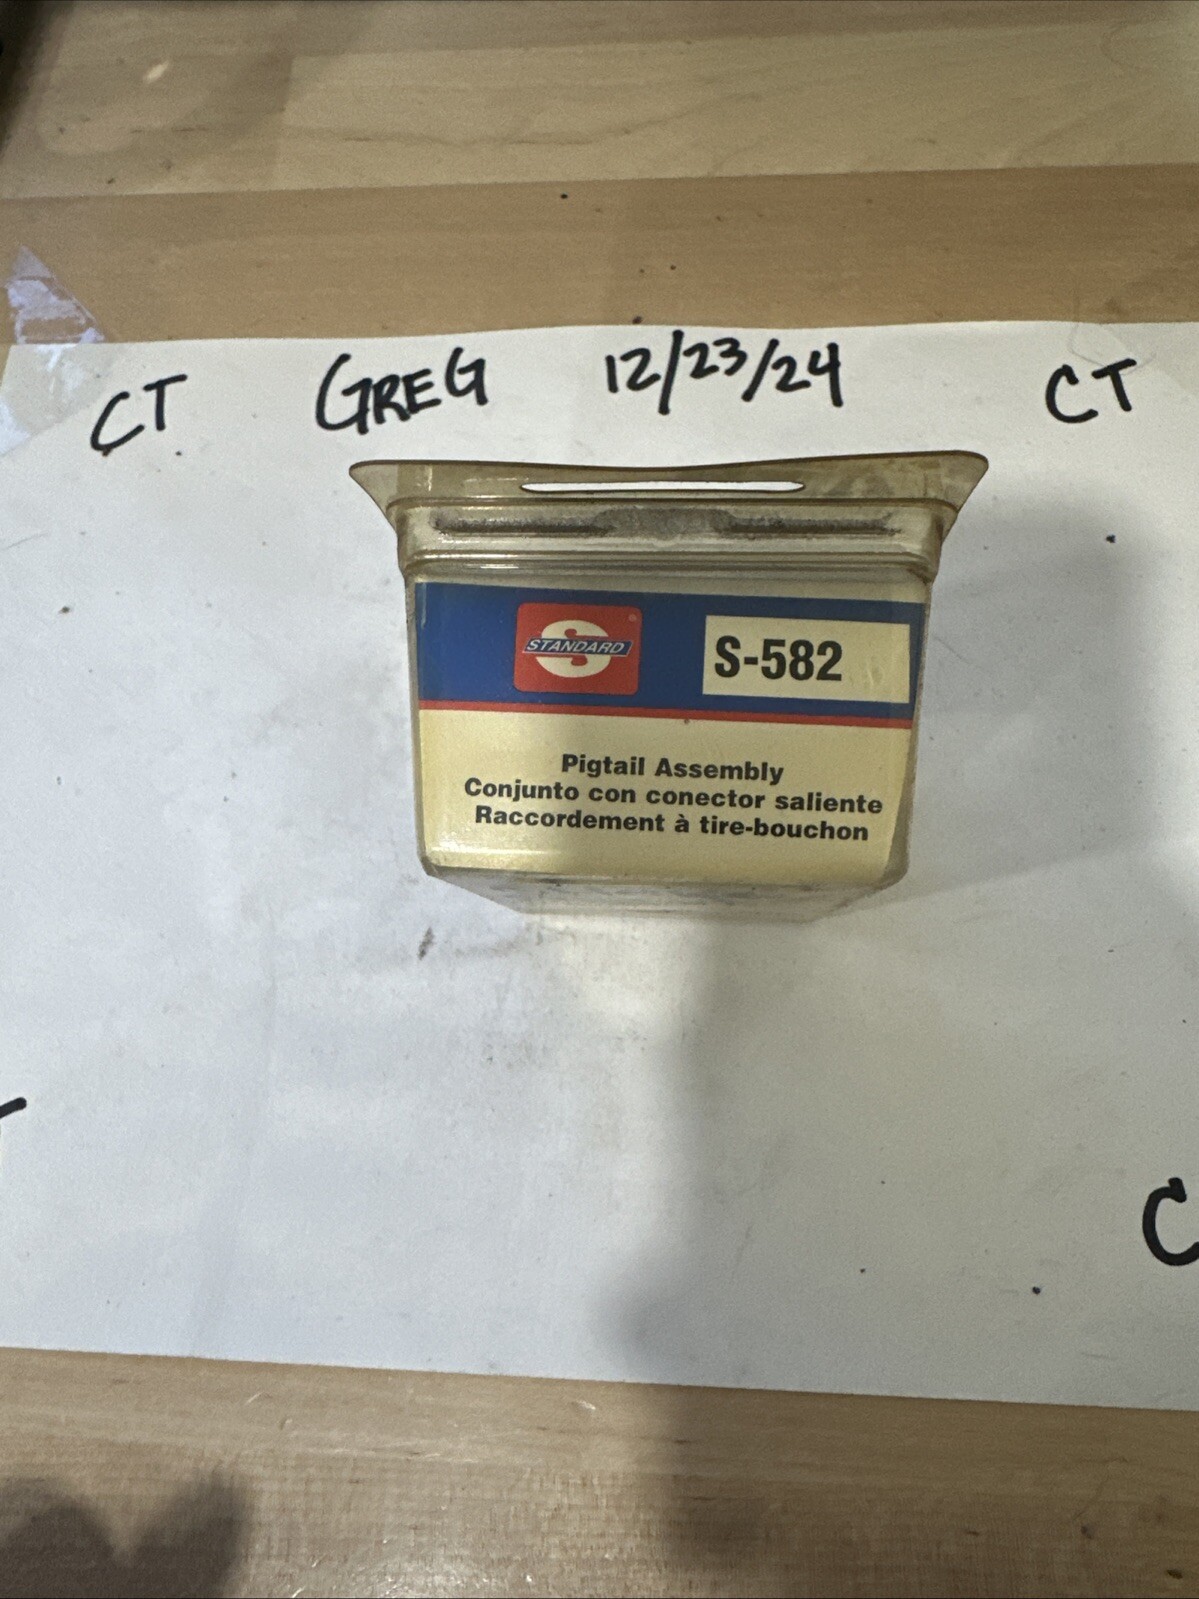 CT GREG 12/23/24 CT
STANDARD
S-582
Pigtail Assembly
Conjunto con conector saliente
Raccordement à tire-bouchon
C